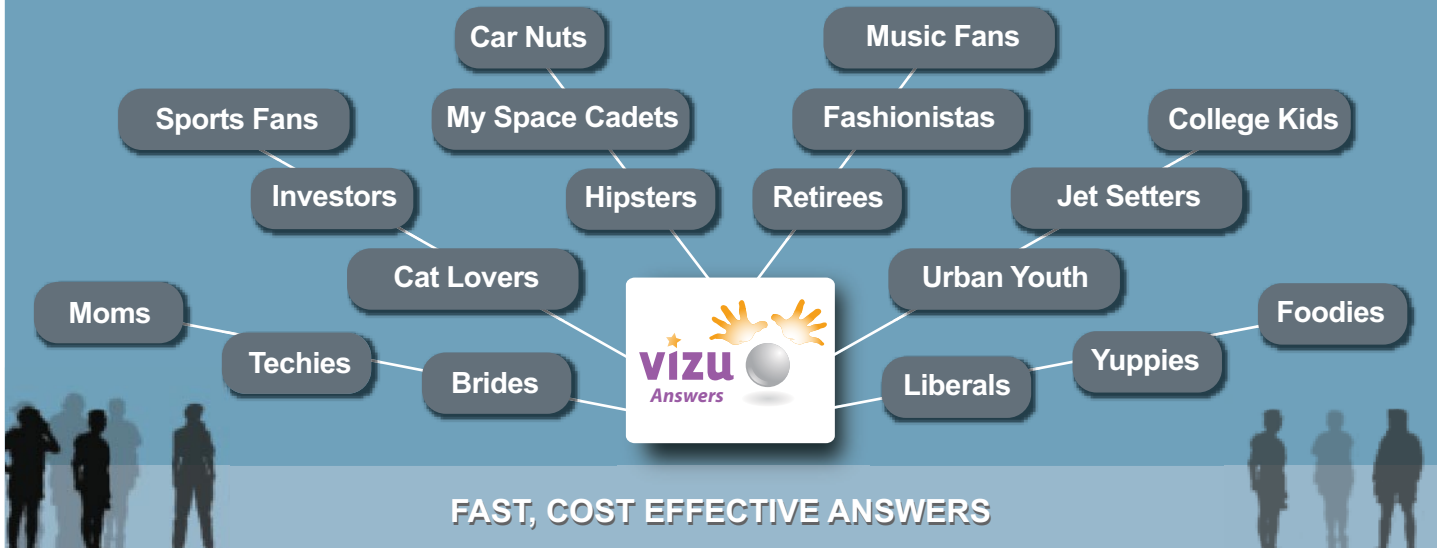 Car Nuts
Music Fans
Sports Fans
My Space Cadets
Fashionistas
College Kids
Investors
Hipsters
Retirees
Jet Setters
Cat Lovers
Urban Youth
Moms
Foodies
Techies
Brides
vizu
Answers
Liberals
Yuppies
FAST, COST EFFECTIVE ANSWERS